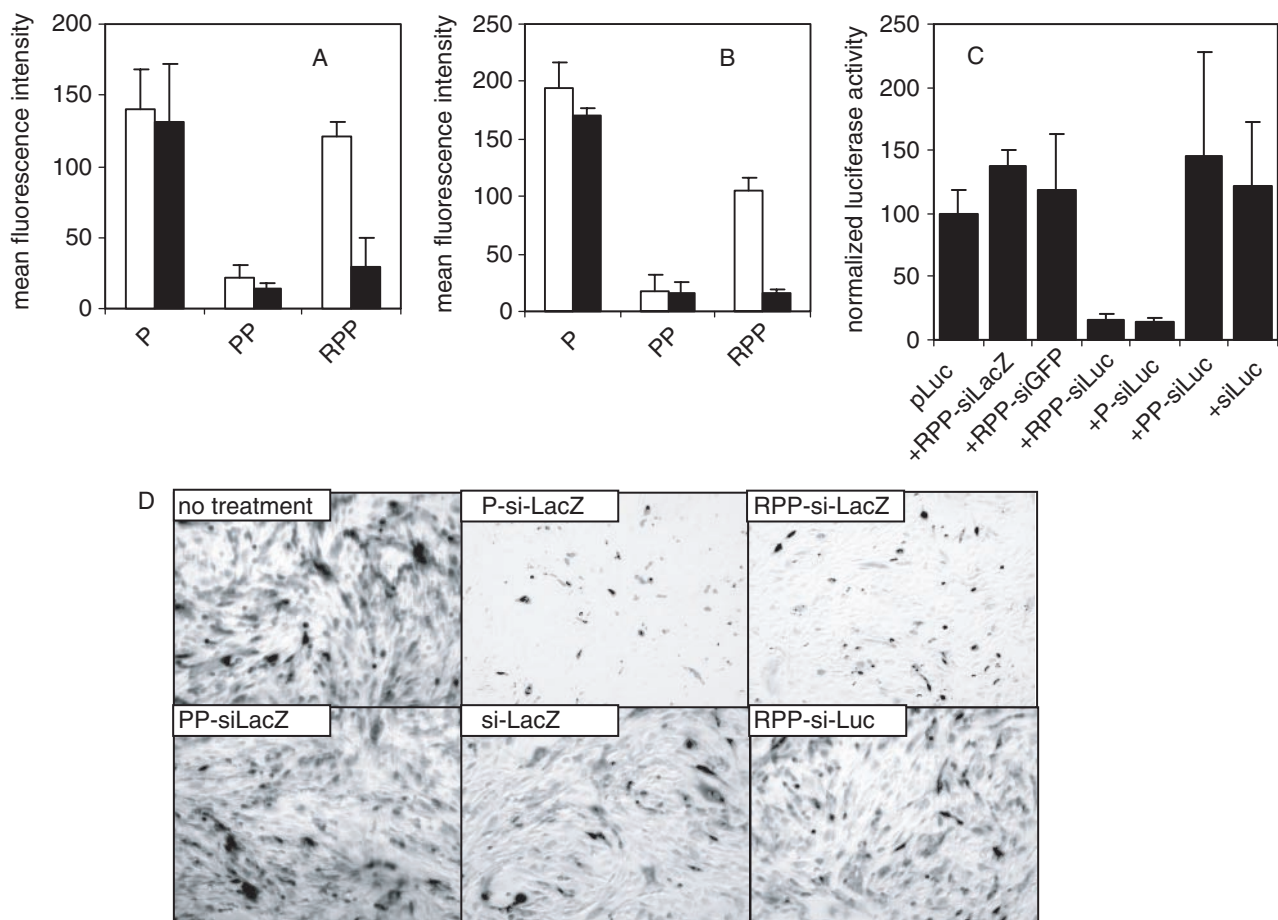 mean fluorescence intensity
200
150
100
50
0
A
P
PP
RPP
mean fluorescence intensity
250
200
150
100
50
0
B
P
PP
RPP
normalized luciferase activity
250
200
150
100
50
0
C
pLuc
+RPP-siLacZ
+RPP-siGFP
+RPP-siLuc
+P-siLuc
+PP-siLuc
+siLuc
D
no treatment
P-si-LacZ
RPP-si-LacZ
PP-siLacZ
si-LacZ
RPP-si-Luc